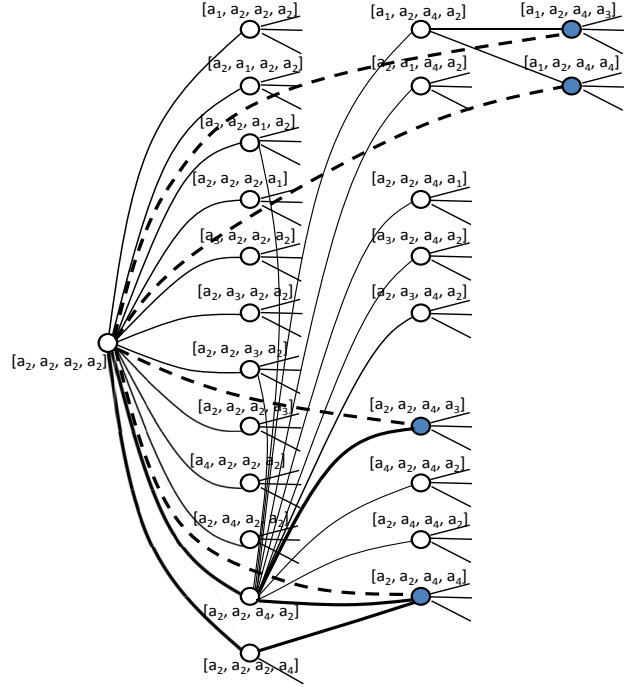 [a₁, a₂, a₂, a₂]
[a₂, a₁, a₂, a₂]
[a₂, a₂, a₁, a₂]
[a₂, a₂, a₂, a₁]
[a₃, a₂, a₂, a₂]
[a₂, a₃, a₂, a₂]
[a₂, a₂, a₂, a₂]
[a₂, a₂, a₃, a₂]
[a₂, a₂, a₂, a₃]
[a₄, a₂, a₂, a₂]
[a₂, a₄, a₂, a₂]
[a₂, a₂, a₄, a₂]
[a₂, a₂, a₂, a₄]
[a₁, a₂, a₄, a₂]
[a₂, a₁, a₄, a₂]
[a₂, a₂, a₄, a₁]
[a₃, a₂, a₄, a₂]
[a₂, a₃, a₄, a₂]
[a₂, a₂, a₄, a₃]
[a₄, a₂, a₄, a₂]
[a₂, a₄, a₄, a₂]
[a₂, a₂, a₄, a₄]
[a₁, a₂, a₄, a₃]
[a₁, a₂, a₄, a₄]